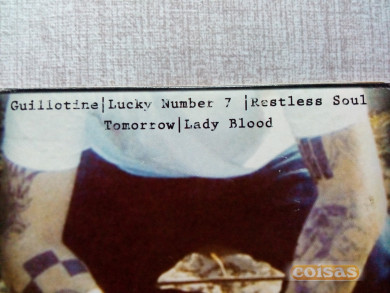 Guillotine|Lucky Number 7 |Restless Soul
Tomorrow|Lady Blood
coisas